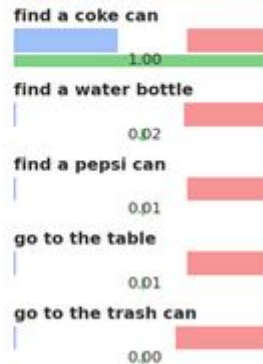 find a coke can
1.00
find a water bottle
0.02
find a pepsi can
0.01
go to the table
0.01
go to the trash can
0.00